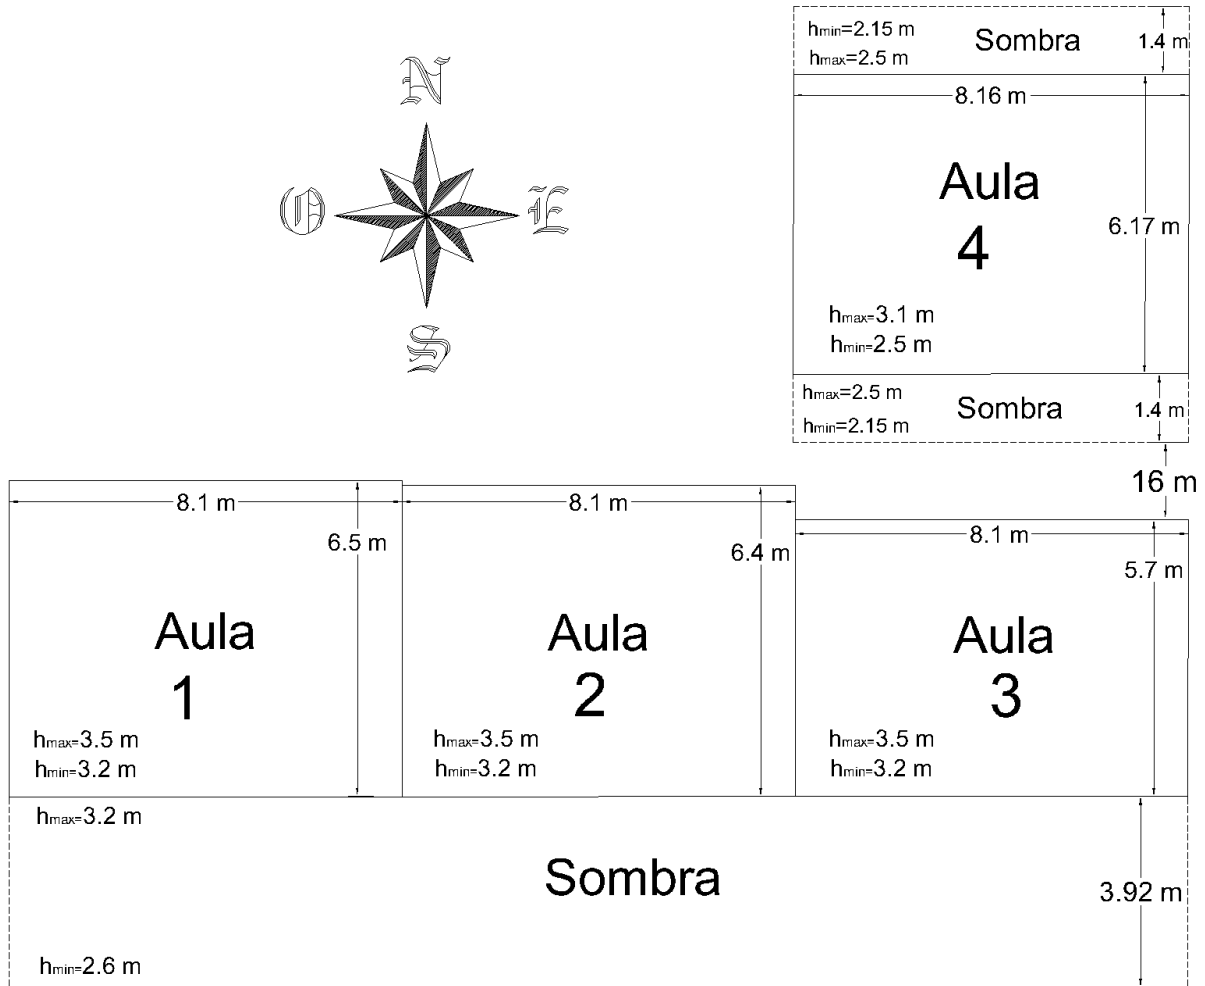 N
O
E
S
hmin=2.15 m
hmax=2.5 m
Sombra
1.4 m
8.16 m
Aula
4
6.17 m
hmax=3.1 m
hmin=2.5 m
hmax=2.5 m
hmin=2.15 m
Sombra
1.4 m
16 m
8.1 m
6.5 m
Aula
1
hmax=3.5 m
hmin=3.2 m
8.1 m
6.4 m
Aula
2
hmax=3.5 m
hmin=3.2 m
8.1 m
5.7 m
Aula
3
hmax=3.5 m
hmin=3.2 m
hmax=3.2 m
Sombra
3.92 m
hmin=2.6 m